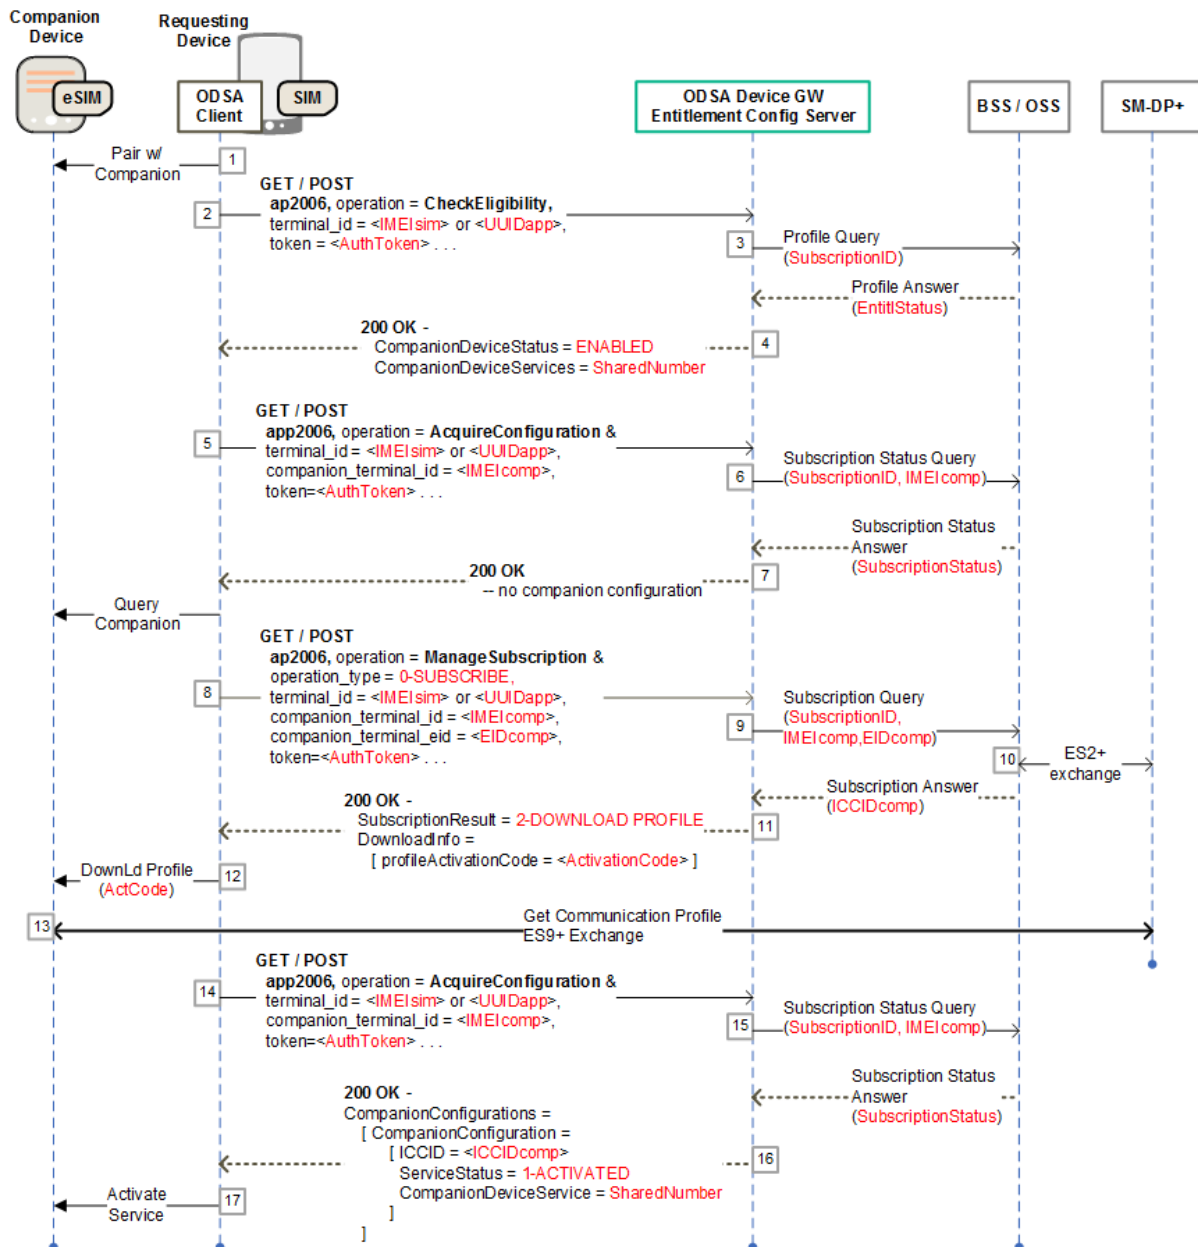 Companion
Device
Requesting
Device
eSIM
ODSA
Client
SIM
ODSA Device GW
Entitlement Config Server
BSS / OSS
SM-DP+
Pair w/
Companion
1
GET / POST
ap2006, operation = CheckEligibility,
terminal_id = <IMEIsim> or <UUIDapp>,
token = <AuthToken> . . .
2
3
Profile Query
(SubscriptionID)
Profile Answer
(EntitlStatus)
200 OK -
CompanionDeviceStatus = ENABLED
CompanionDeviceServices = SharedNumber
4
GET / POST
app2006, operation = AcquireConfiguration &
terminal_id = <IMEIsim> or <UUIDapp>,
companion_terminal_id = <IMEIcomp>,
token=<AuthToken> . . .
5
6
Subscription Status Query
(SubscriptionID, IMEIcomp)
Subscription Status
Answer
(SubscriptionStatus)
200 OK
-- no companion configuration
7
Query
Companion
GET / POST
ap2006, operation = ManageSubscription &
operation_type = 0-SUBSCRIBE,
terminal_id = <IMEIsim> or <UUIDapp>,
companion_terminal_id = <IMEIcomp>,
companion_terminal_eid = <EIDcomp>,
token=<AuthToken> . . .
8
9
Subscription Query
(SubscriptionID,
IMEIcomp,EIDcomp)
10
ES2+
exchange
Subscription Answer
(ICCIDcomp)
200 OK -
SubscriptionResult = 2-DOWNLOAD PROFILE
DownloadInfo =
[ profileActivationCode = <ActivationCode> ]
11
DownLd Profile
(ActCode)
12
13
Get Communication Profile
ES9+ Exchange
GET / POST
app2006, operation = AcquireConfiguration &
terminal_id = <IMEIsim> or <UUIDapp>,
companion_terminal_id = <IMEIcomp>,
token=<AuthToken> . . .
14
15
Subscription Status Query
(SubscriptionID, IMEIcomp)
Subscription Status
Answer
(SubscriptionStatus)
200 OK -
CompanionConfigurations =
[ CompanionConfiguration =
[ ICCID = <ICCIDcomp>
ServiceStatus = 1-ACTIVATED
CompanionDeviceService = SharedNumber
]
]
16
Activate
Service
17